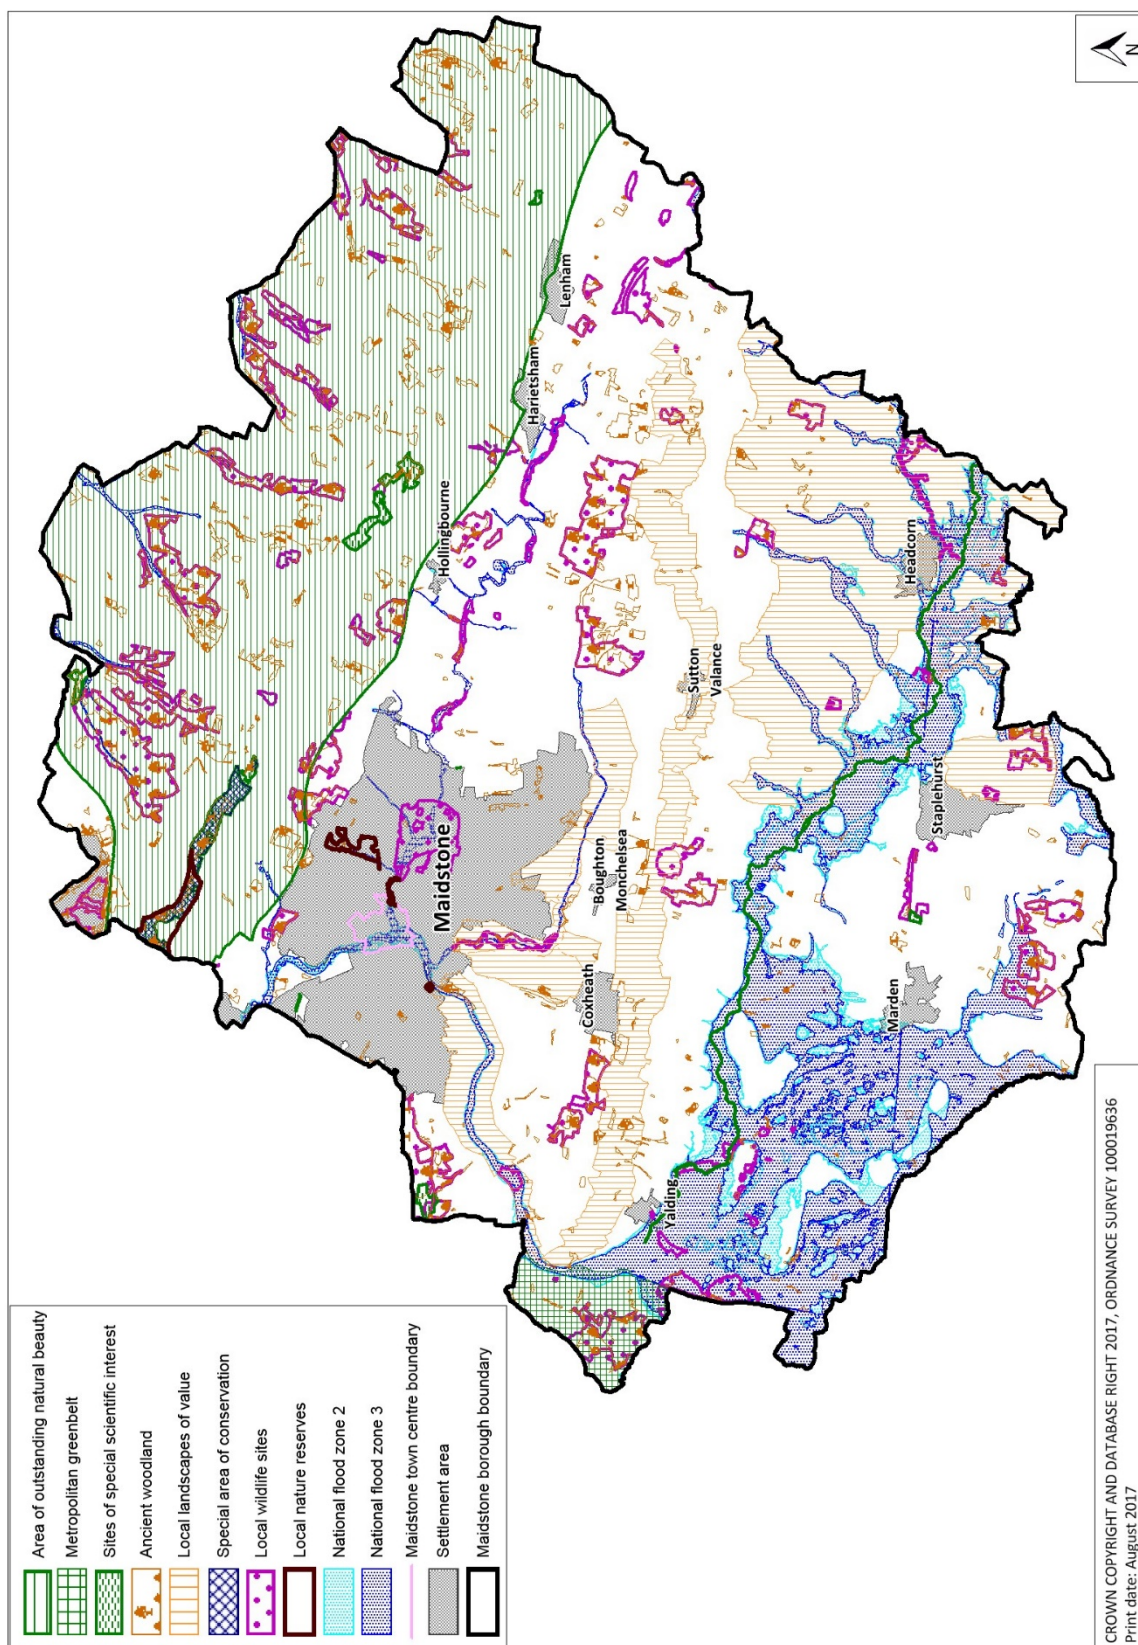 N
Area of outstanding natural beauty
Metropolitan greenbelt
Sites of special scientific interest
Ancient woodland
Local landscapes of value
Special area of conservation
Local wildlife sites
Local nature reserves
National flood zone 2
National flood zone 3
Maidstone town centre boundary
Settlement area
Maidstone borough boundary
Maidstone
Hollingbourne
Harietsham
Lenham
Yalding
Coxheath
Boughton
Monchelsea
Sutton
Valance
Marden
Staplehurst
Headcorn
CROWN COPYRIGHT AND DATABASE RIGHT 2017, ORDNANCE SURVEY 100019636
Print date: August 2017